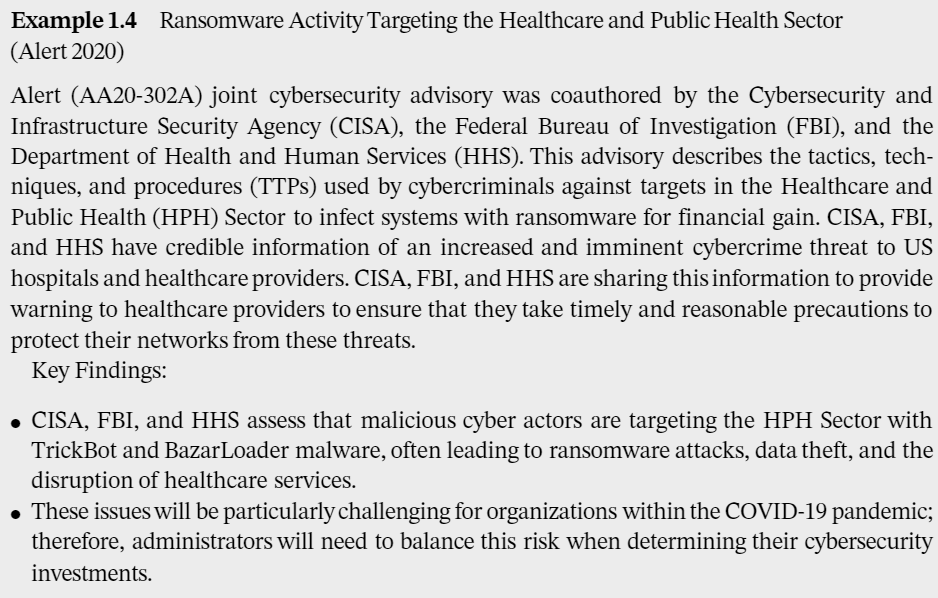 Example 1.4 Ransomware Activity Targeting the Healthcare and Public Health Sector
(Alert 2020)
Alert (AA20-302A) joint cybersecurity advisory was coauthored by the Cybersecurity and
Infrastructure Security Agency (CISA), the Federal Bureau of Investigation (FBI), and the
Department of Health and Human Services (HHS). This advisory describes the tactics, tech-
niques, and procedures (TTPs) used by cybercriminals against targets in the Healthcare and
Public Health (HPH) Sector to infect systems with ransomware for financial gain. CISA, FBI,
and HHS have credible information of an increased and imminent cybercrime threat to US
hospitals and healthcare providers. CISA, FBI, and HHS are sharing this information to provide
warning to healthcare providers to ensure that they take timely and reasonable precautions to
protect their networks from these threats.
Key Findings:
• CISA, FBI, and HHS assess that malicious cyber actors are targeting the HPH Sector with
TrickBot and BazarLoader malware, often leading to ransomware attacks, data theft, and the
disruption of healthcare services.
• These issues will be particularly challenging for organizations within the COVID-19 pandemic;
therefore, administrators will need to balance this risk when determining their cybersecurity
investments.